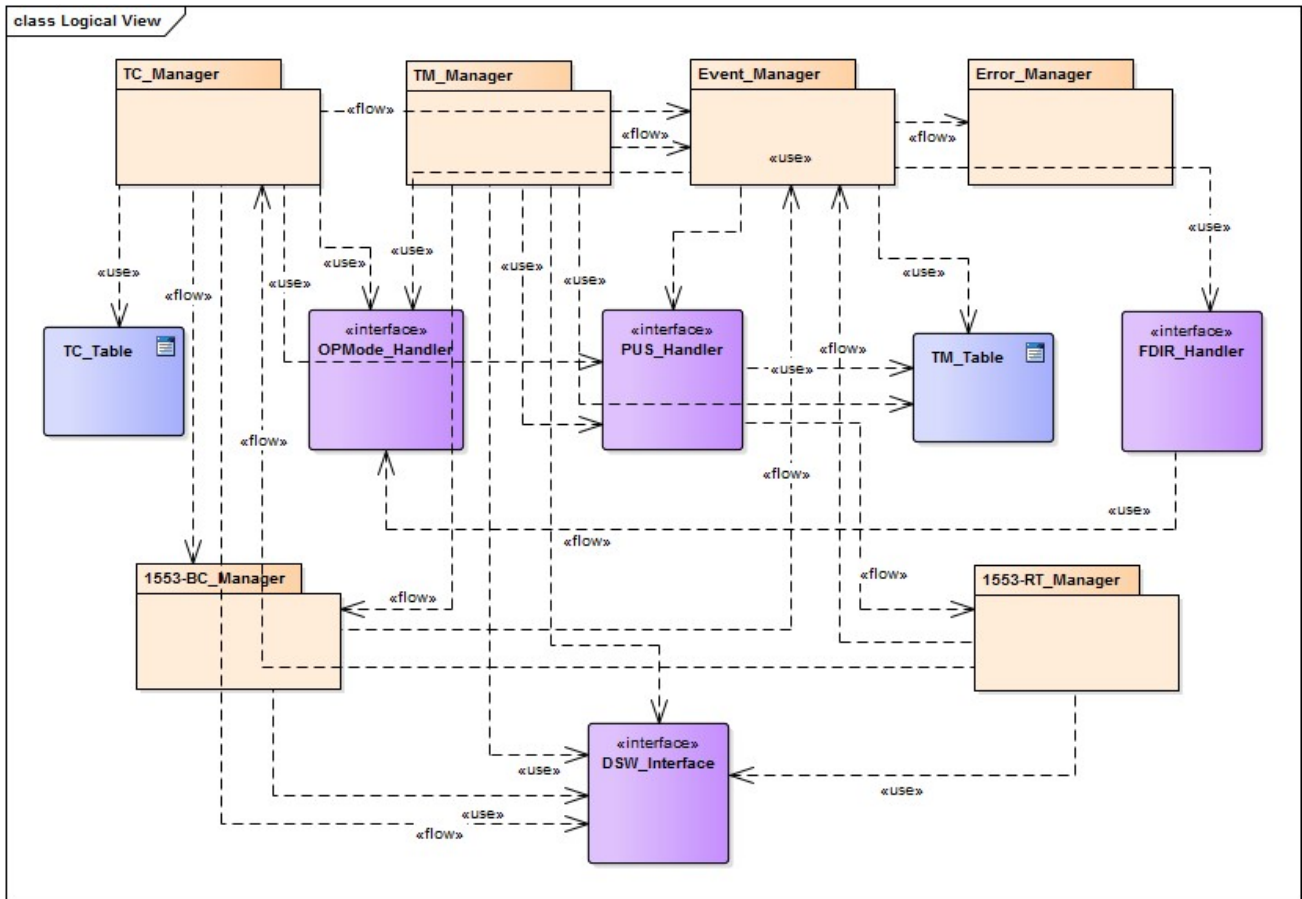 class Logical View
TC_Manager
TM_Manager
Event_Manager
Error_Manager
«flow»
«flow»
«flow»
«use»
«use»
«use»
«use»
«use»
«use»
«use»
«use»
«use»
«flow»
TC_Table
«interface»
OPMode_Handler
«interface»
PUS_Handler
TM_Table
«interface»
FDIR_Handler
«flow»
«use»
«flow»
«flow»
«use»
«flow»
1553-BC_Manager
«flow»
«flow»
1553-RT_Manager
«interface»
DSW_Interface
«use»
«use»
«use»
«flow»